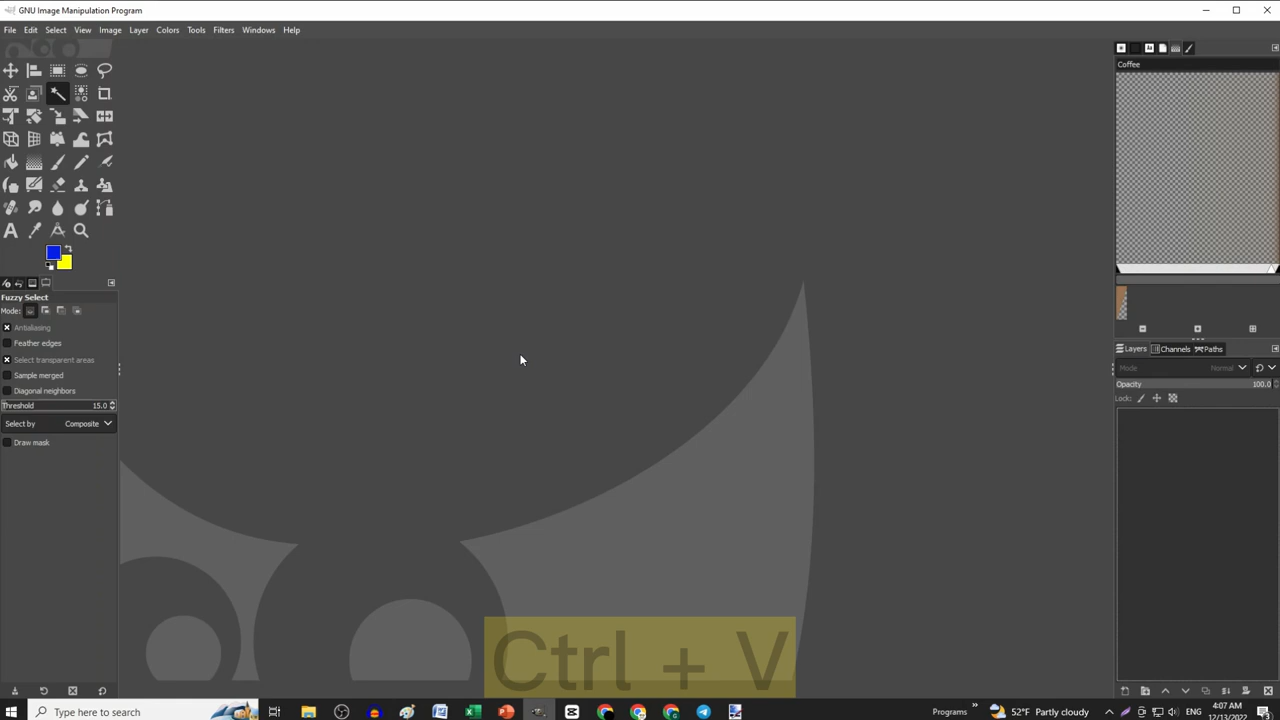 GNU Image Manipulation Program
File Edit Select View Image Layer Colors Tools Filters Windows Help
Coffee
Fuzzy Select
Mode:
Antialiasing
Feather edges
Select transparent areas
Sample merged
Diagonal neighbors
Threshold 15.0
Select by Composite
Draw mask
Layers Channels Paths
Mode Normal
Opacity 100.0
Lock:
Ctrl + V
Type here to search
Programs
52°F Partly cloudy
ENG
4:07 AM
12/13/2022